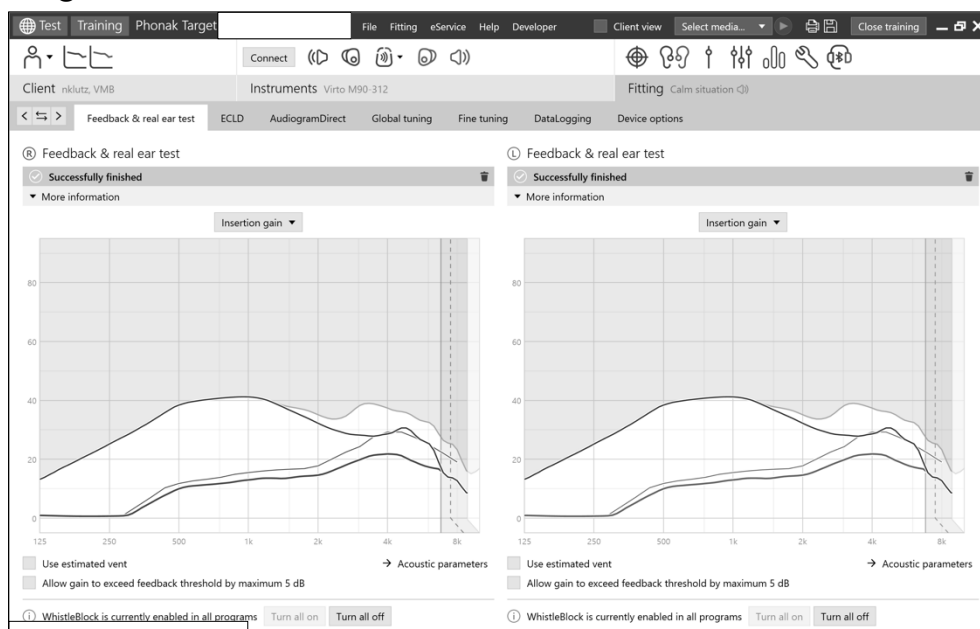 Test Training Phonak Target File Fitting eService Help Developer Client view Select media... Close training
Connect
Client nklutz, VMB Instruments Virto M90-312 Fitting Calm situation
Feedback & real ear test ECLD AudiogramDirect Global tuning Fine tuning DataLogging Device options
R Feedback & real ear test
Successfully finished
More information
Insertion gain
80
60
40
20
0
125 250 500 1k 2k 4k 8k
Use estimated vent → Acoustic parameters
Allow gain to exceed feedback threshold by maximum 5 dB
i WhistleBlock is currently enabled in all programs Turn all on Turn all off
L Feedback & real ear test
Successfully finished
More information
Insertion gain
80
60
40
20
0
125 250 500 1k 2k 4k 8k
Use estimated vent → Acoustic parameters
Allow gain to exceed feedback threshold by maximum 5 dB
i WhistleBlock is currently enabled in all programs Turn all on Turn all off